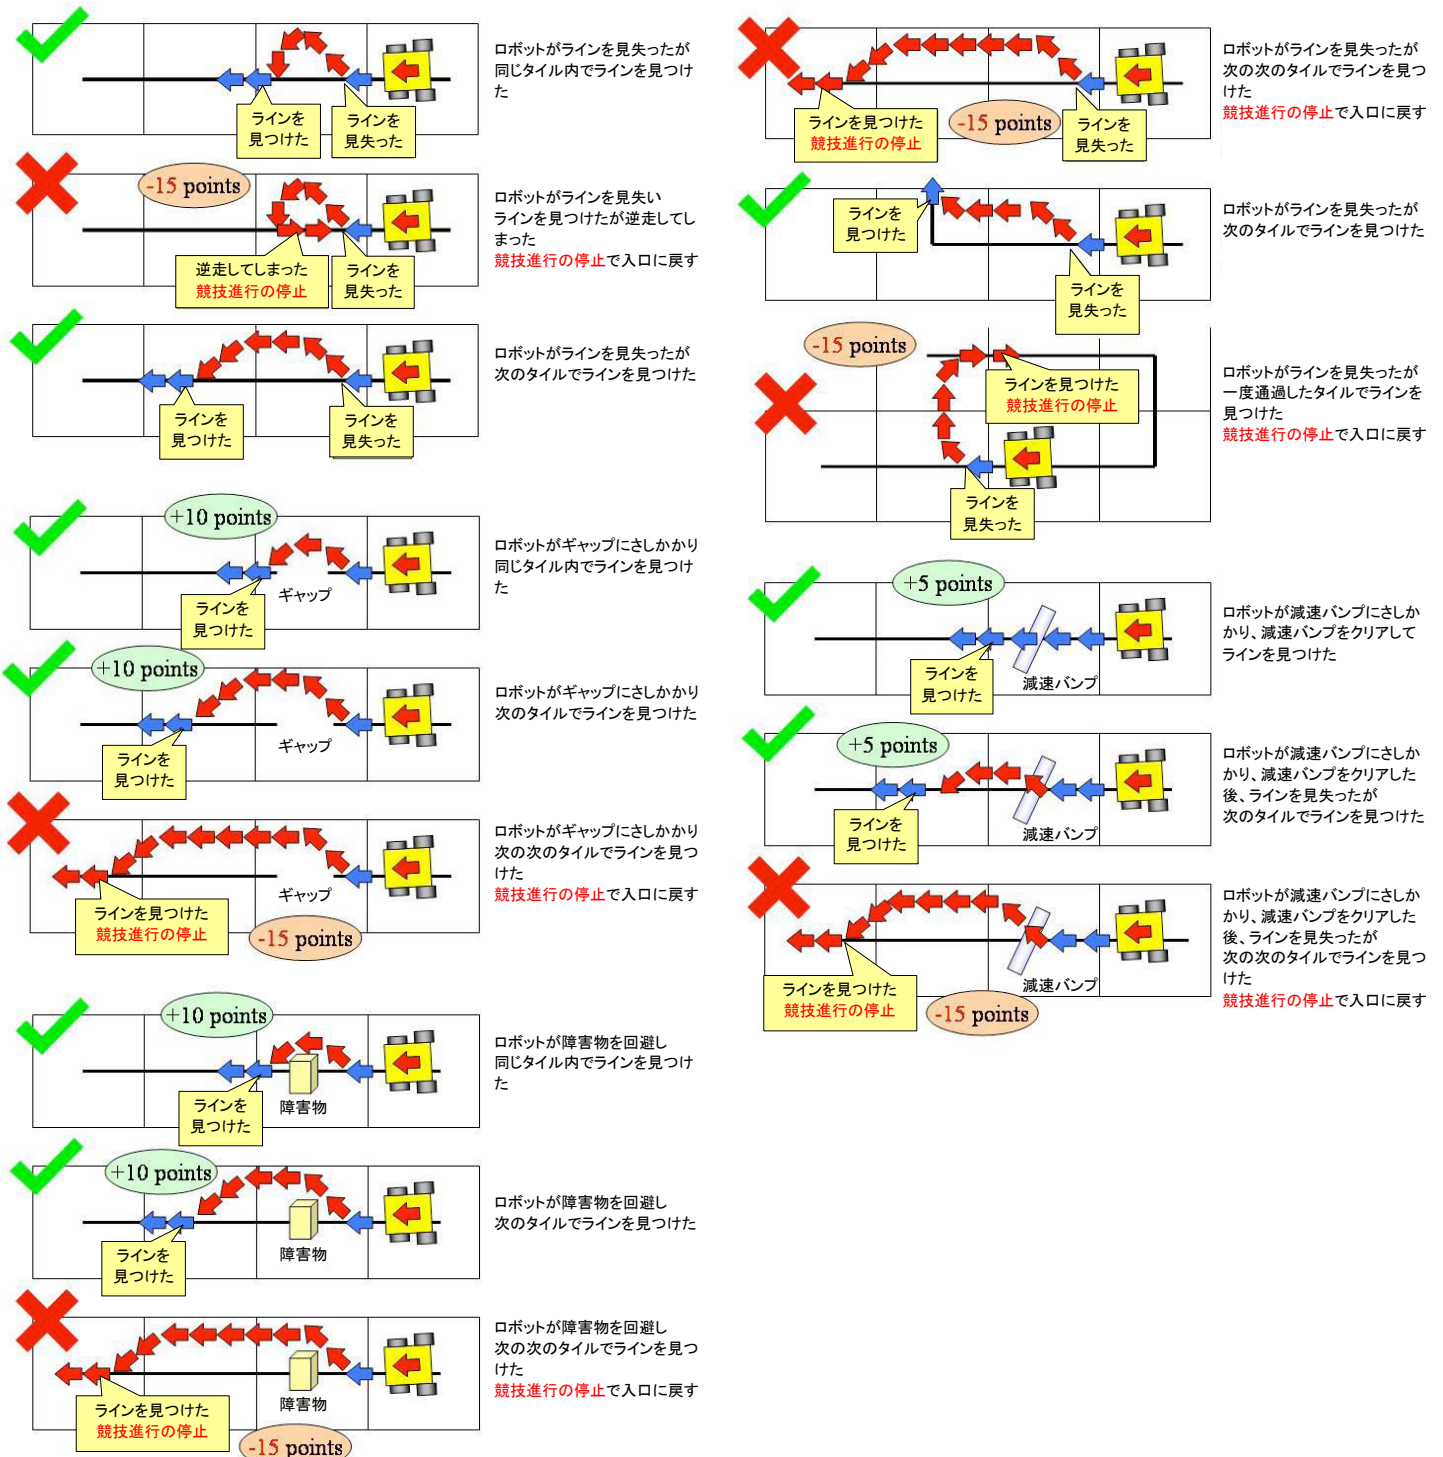 ロボットがラインを見失ったが
同じタイル内でラインを見つけ
た
ラインを
見つけた
ラインを
見失った
-15 points
ロボットがラインを見失い
ラインを見つけたが逆走してし
まった
競技進行の停止で入口に戻す
逆走してしまった
競技進行の停止
ラインを
見失った
ロボットがラインを見失ったが
次のタイルでラインを見つけた
ラインを
見つけた
ラインを
見失った
+10 points
ロボットがギャップにさしかかり
同じタイル内でラインを見つけ
た
ギャップ
ラインを
見つけた
+10 points
ロボットがギャップにさしかかり
次のタイルでラインを見つけた
ギャップ
ラインを
見つけた
ロボットがギャップにさしかかり
次の次のタイルでラインを見つ
けた
競技進行の停止で入口に戻す
ギャップ
ラインを見つけた
競技進行の停止
-15 points
+10 points
ロボットが障害物を回避し
同じタイル内でラインを見つけ
た
ラインを
見つけた
障害物
+10 points
ロボットが障害物を回避し
次のタイルでラインを見つけた
ラインを
見つけた
障害物
ロボットが障害物を回避し
次の次のタイルでラインを見つ
けた
競技進行の停止で入口に戻す
障害物
ラインを見つけた
競技進行の停止
-15 points
ロボットがラインを見失ったが
次の次のタイルでラインを見つ
けた
競技進行の停止で入口に戻す
ラインを見つけた
競技進行の停止
-15 points
ラインを
見失った
ラインを
見つけた
ロボットがラインを見失ったが
次のタイルでラインを見つけた
ラインを
見失った
-15 points
ラインを見つけた
競技進行の停止
ロボットがラインを見失ったが
一度通過したタイルでラインを
見つけた
競技進行の停止で入口に戻す
ラインを
見失った
+5 points
ロボットが減速バンプにさしか
かり、減速バンプをクリアして
ラインを見つけた
ラインを
見つけた
減速バンプ
+5 points
ロボットが減速バンプにさしか
かり、減速バンプをクリアした
後、ラインを見失ったが
次のタイルでラインを見つけた
ラインを
見つけた
減速バンプ
ロボットが減速バンプにさしか
かり、減速バンプをクリアした
後、ラインを見失ったが
次の次のタイルでラインを見つ
けた
競技進行の停止で入口に戻す
減速バンプ
ラインを見つけた
競技進行の停止
-15 points